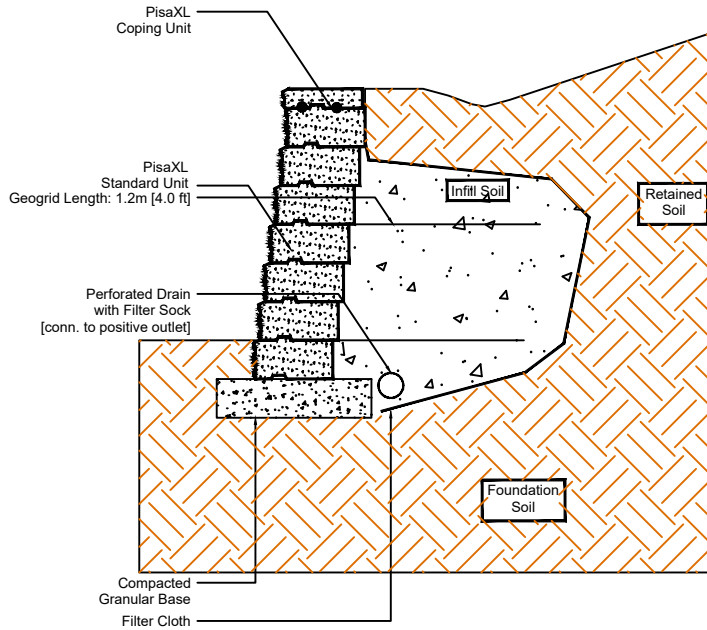 PisaXL
Coping Unit
PisaXL
Standard Unit
Geogrid Length: 1.2m [4.0 ft]
Infitl Soil
Retained
Soil
Perforated Drain
with Filter Sock
[conn. to positive outlet]
Foundation
Soil
Compacted
Granular Base
Filter Cloth